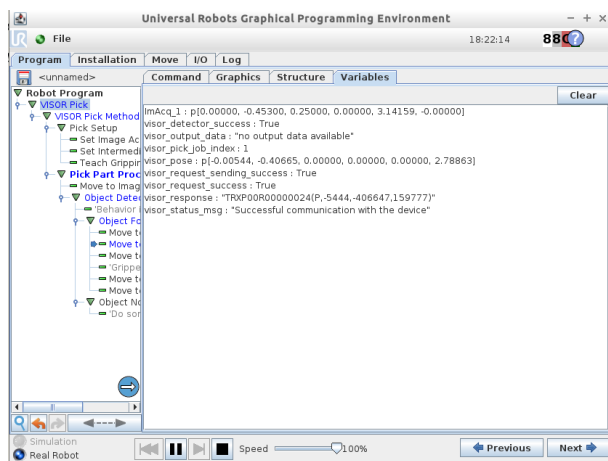 Universal Robots Graphical Programming Environment
File
18:22:14
Program Installation Move I/O Log
<unnamed>
Command Graphics Structure Variables
Clear
Robot Program
VISOR Pick
VISOR Pick Method
Pick Setup
Set Image Ac
Set Intermedi
Teach Grippir
Pick Part Proc
Move to Imag
Object Detec
'Behavior i
Object Fo
Move to
Move to
Move to
'Grippe
Move to
Move to
Object No
'Do sor
ImAcq_1 : p[0.00000, -0.45300, 0.25000, 0.00000, 3.14159, -0.00000]
visor_detector_success : True
visor_output_data : "no output data available"
visor_pick_job_index : 1
visor_pose : p[-0.00544, -0.40665, 0.00000, 0.00000, 0.00000, 2.78863]
visor_request_sending_success : True
visor_request_success : True
visor_response : "TRXP00R00000024(P,-5444,-406647,159777)"
visor_status_msg : "Successful communication with the device"
Simulation
Real Robot
Speed
100%
Previous
Next